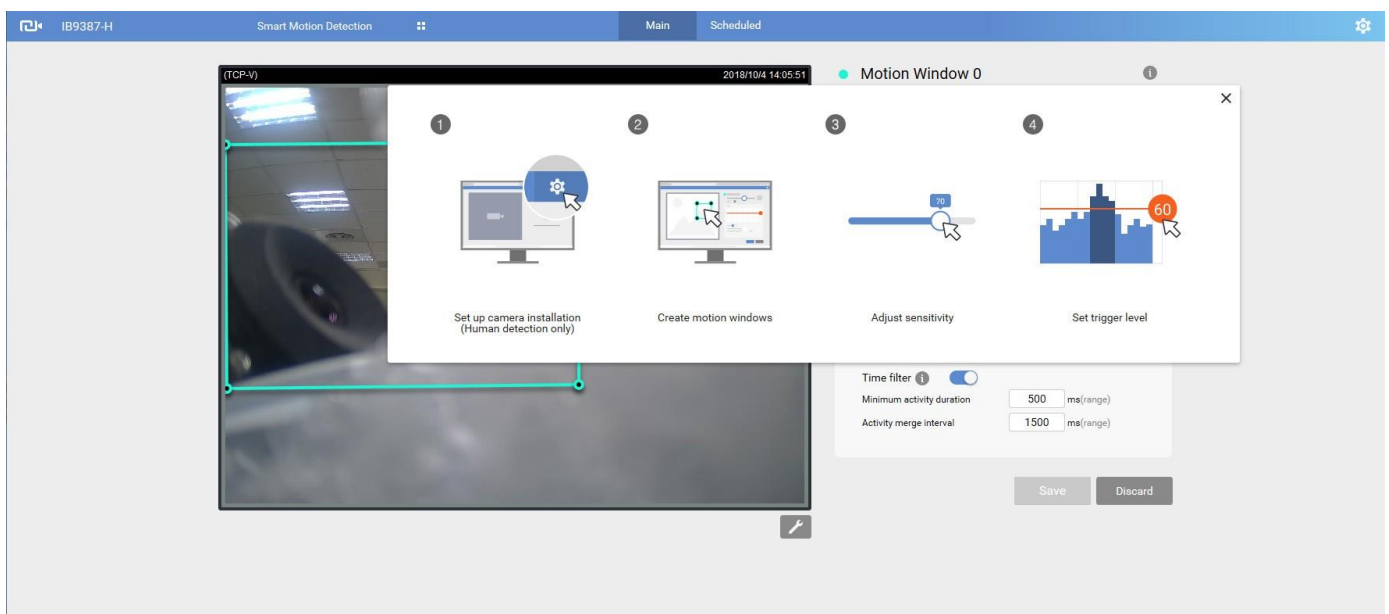 IB9387-H
Smart Motion Detection
Main
Scheduled
(TCP-V)
2018/10/4 14:05:51
Motion Window 0
i
1
2
3
4
70
60
Set up camera installation
(Human detection only)
Create motion windows
Adjust sensitivity
Set trigger level
Time filter i
Minimum activity duration 500 ms(range)
Activity merge interval 1500 ms(range)
Save
Discard